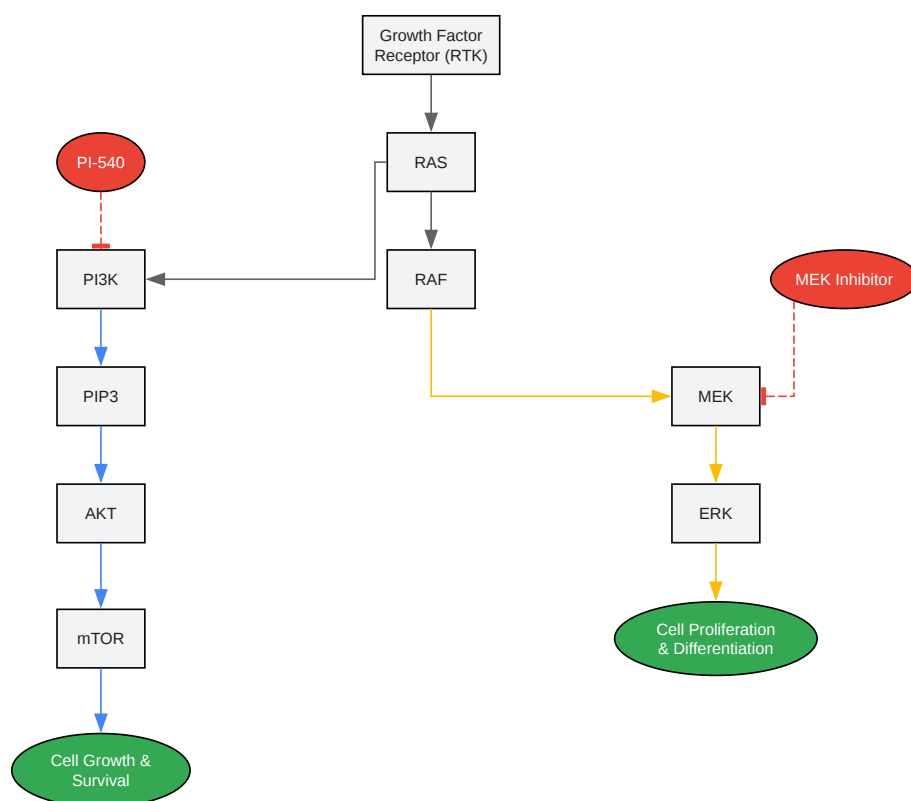 Growth Factor
Receptor (RTK)
PI-540
RAS
PI3K
RAF
MEK Inhibitor
PIP3
MEK
AKT
ERK
mTOR
Cell Proliferation
& Differentiation
Cell Growth &
Survival